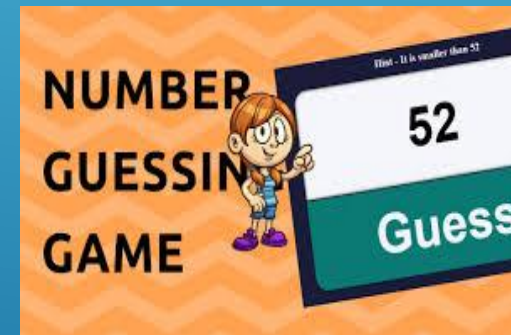 NUMBER
GUESSIN
GAME
Hint - It is smaller than 52
52
Guess